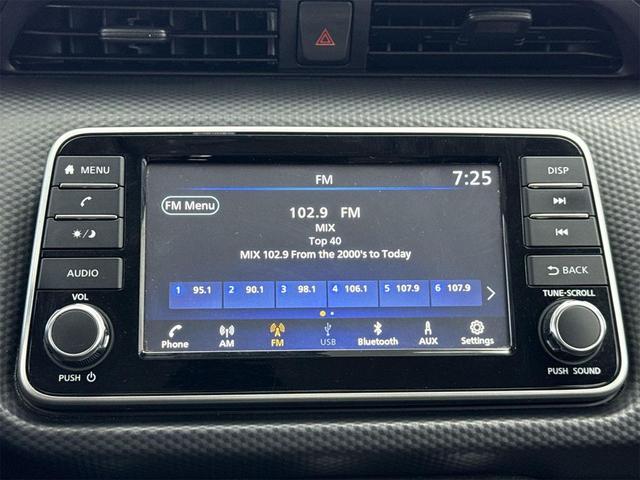 MENU
AUDIO
VOL
PUSH
FM
7:25
FM Menu
102.9 FM
MIX
Top 40
MIX 102.9 From the 2000's to Today
1 95.1 2 90.1 3 98.1 4 106.1 5 107.9 6 107.9
Phone AM FM USB Bluetooth AUX Settings
DISP
BACK
TUNE-SCROLL
PUSH SOUND